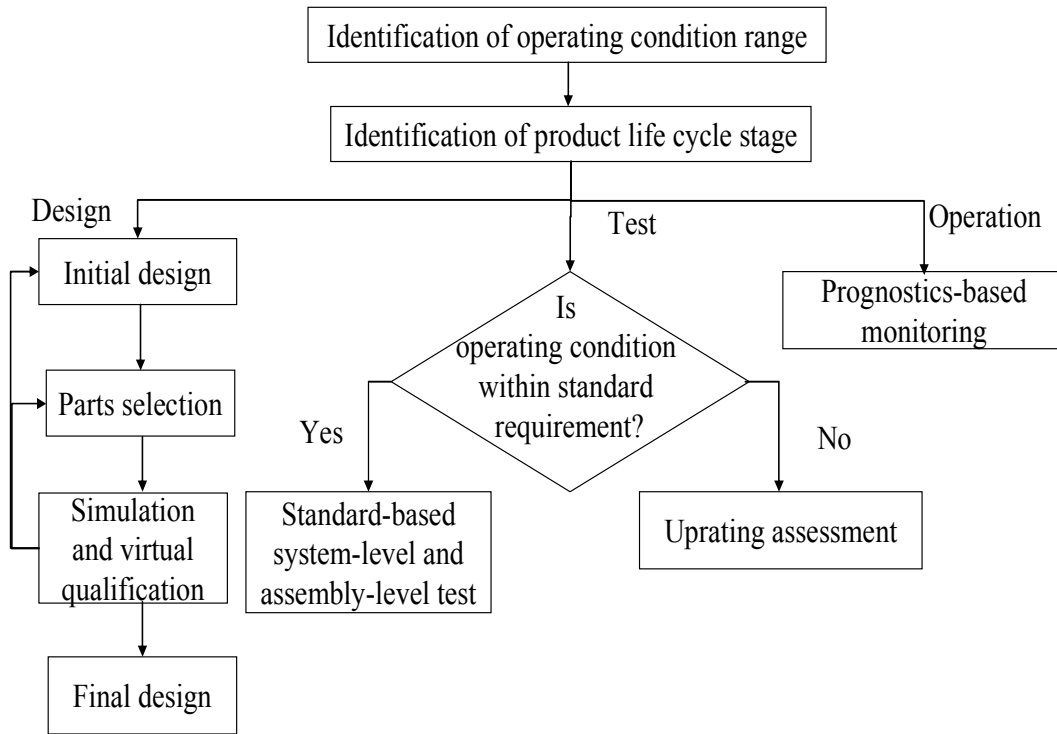 Identification of operating condition range
Identification of product life cycle stage
Design
Test
Operation
Initial design
Is
operating condition
within standard
requirement?
Prognostics-based
monitoring
Parts selection
Yes
No
Simulation
and virtual
qualification
Standard-based
system-level and
assembly-level test
Uprating assessment
Final design